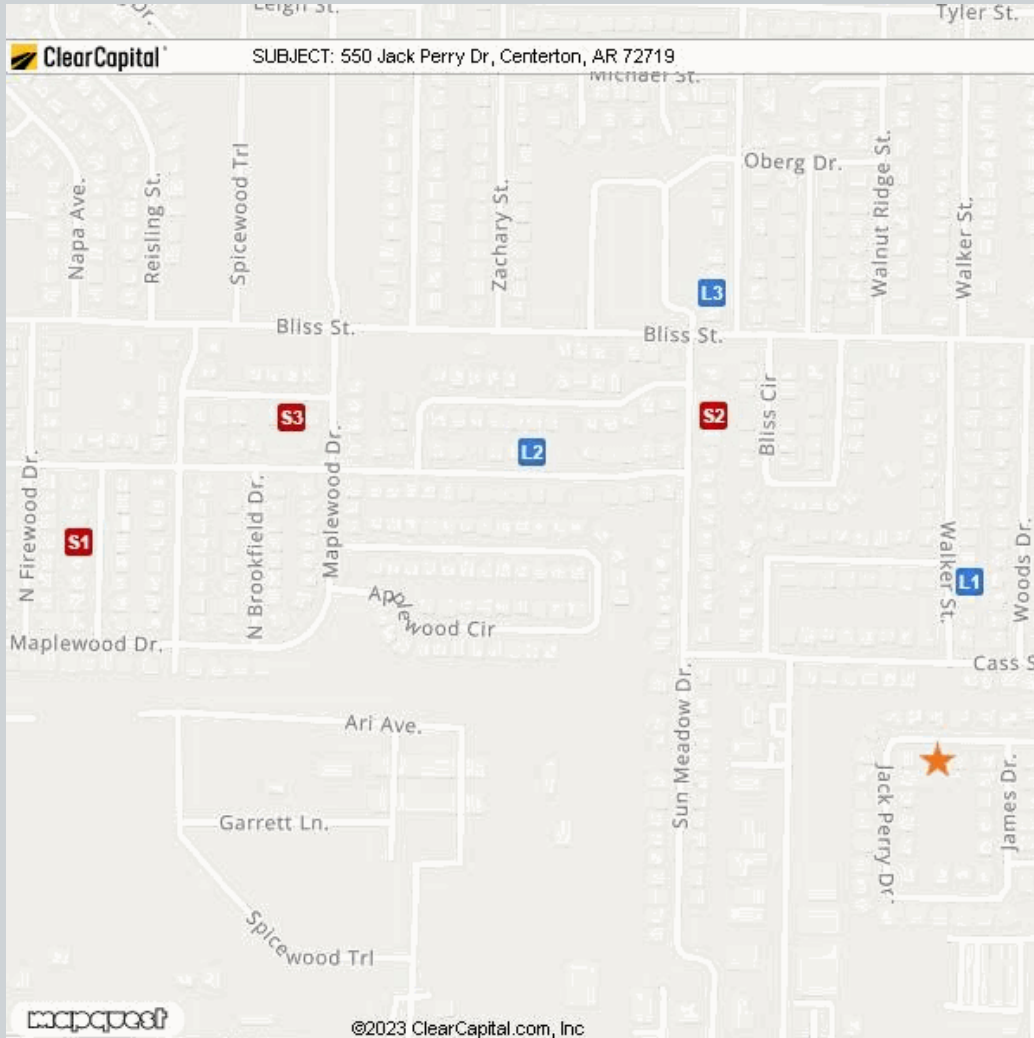 Leigh St.
Dr.
Tyler St.
ClearCapital
SUBJECT: 550 Jack Perry Dr, Centerton, AR 72719
Michael St.
Oberg Dr.
Napa Ave.
Reisling St.
Spicewood Trl
Zachary St.
Walnut Ridge St.
Walker St.
L3
Bliss St.
Bliss St.
S3
S2
Bliss Cir
L2
Maplewood Dr.
N Firewood Dr.
S1
N Brookfield Dr.
Walker St.
Woods Dr.
L1
Applewood Cir
Maplewood Dr.
Cass S
Sun Meadow Dr.
Ari Ave.
Jack Perry Dr.
James Dr.
Garrett Ln.
Spicewood Trl
mapquest
©2023 ClearCapital.com, Inc